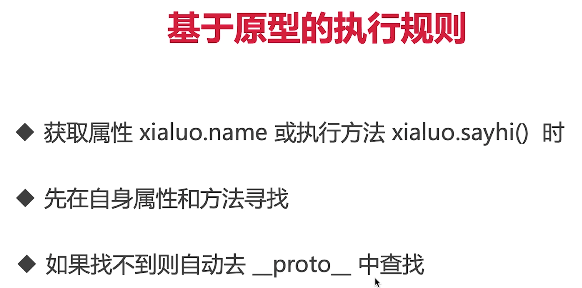 基于原型的执行规则
◆ 获取属性 xialuo.name 或执行方法 xialuo.sayhi() 时
◆ 先在自身属性和方法寻找
◆ 如果找不到则自动去 __proto__ 中查找